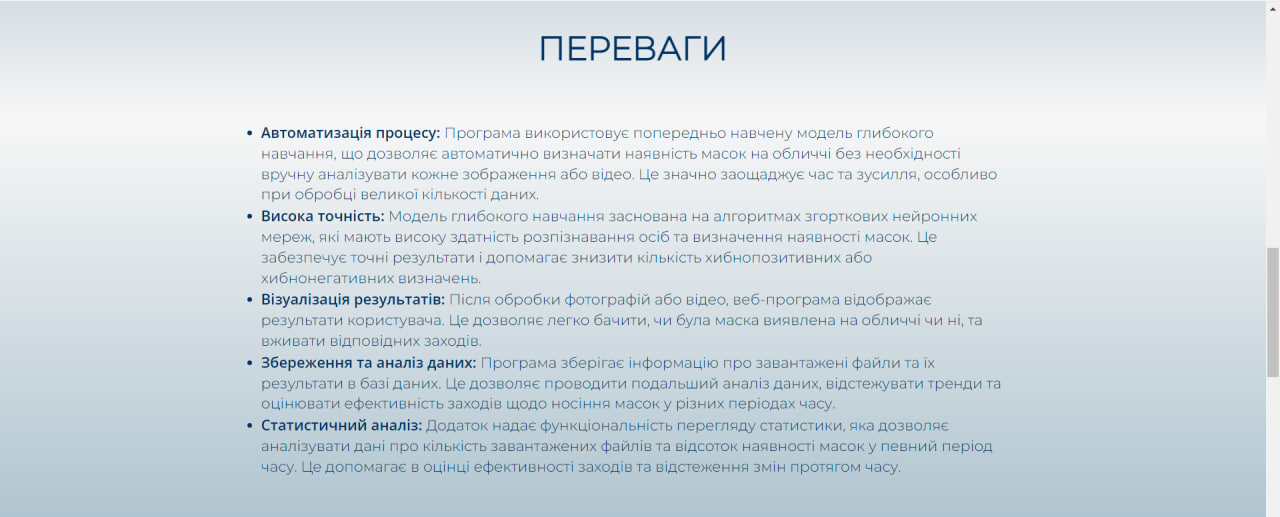 ПЕРЕВАГИ
• Автоматизація процесу: Програма використовує попередньо навчену модель глибокого
навчання, що дозволяє автоматично визначати наявність масок на обличчі без необхідності
вручну аналізувати кожне зображення або відео. Це значно заощаджує час та зусилля, особливо
при обробці великої кількості даних.
• Висока точність: Модель глибокого навчання заснована на алгоритмах згорткових нейронних
мереж, які мають високу здатність розпізнавання осіб та визначення наявності масок. Це
забезпечує точні результати і допомагає знизити кількість хибнопозитивних або
хибнонегативних визначень.
• Візуалізація результатів: Після обробки фотографій або відео, веб-програма відображає
результати користувача. Це дозволяє легко бачити, чи була маска виявлена на обличчі чи ні, та
вживати відповідних заходів.
• Збереження та аналіз даних: Програма зберігає інформацію про завантажені файли та їх
результати в базі даних. Це дозволяє проводити подальший аналіз даних, відстежувати тренди та
оцінювати ефективність заходів щодо носіння масок у різних періодах часу.
• Статистичний аналіз: Додаток надає функціональність перегляду статистики, яка дозволяє
аналізувати дані про кількість завантажених файлів та відсоток наявності масок у певний період
часу. Це допомагає в оцінці ефективності заходів та відстеження змін протягом часу.